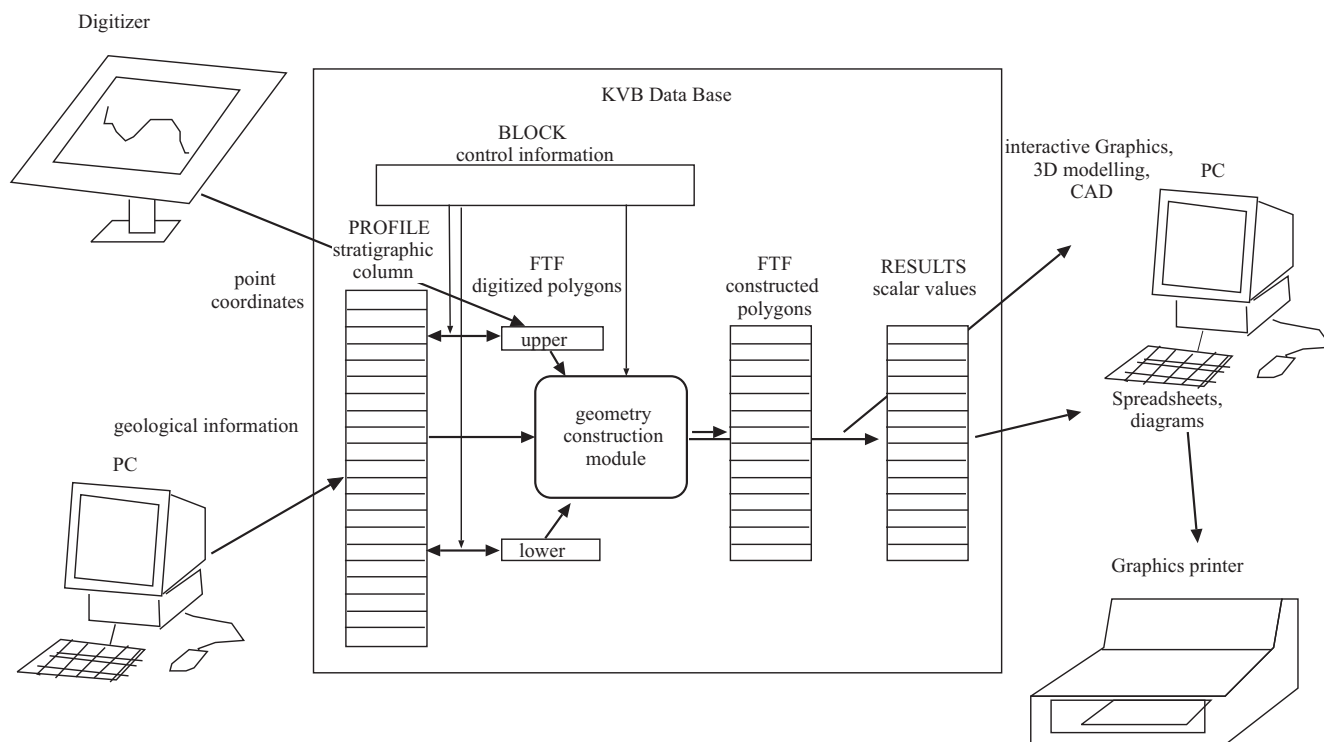 Digitizer
KVB Data Base
BLOCK
control information
interactive Graphics,
3D modelling,
CAD
PC
PROFILE
stratigraphic
column
FTF
digitized polygons
FTF
constructed
polygons
RESULTS
scalar values
point
coordinates
upper
geometry
construction
module
lower
geological information
PC
Spreadsheets,
diagrams
Graphics printer